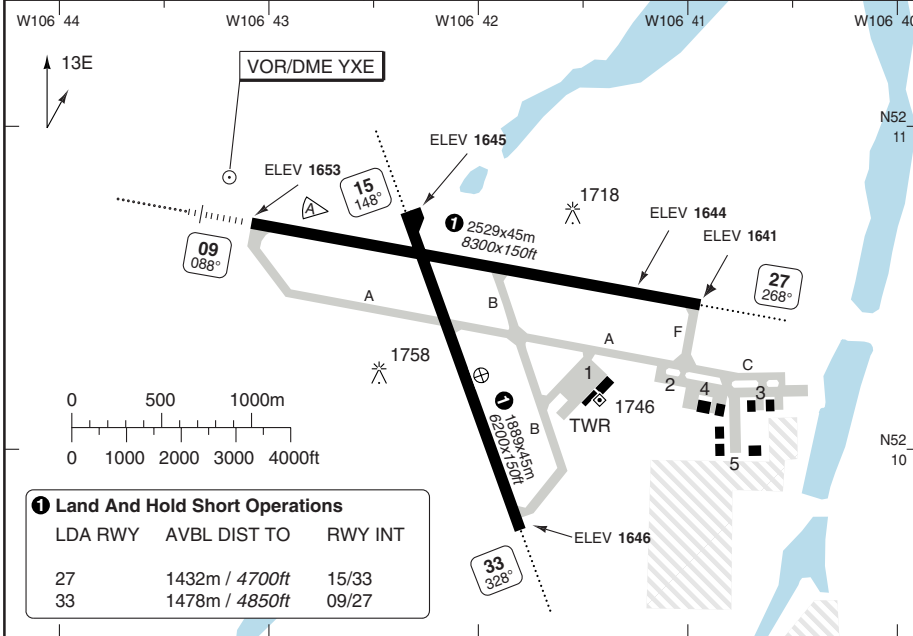 W106 44
W106 43
W106 42
W106 41
W106 40
13E
VOR/DME YXE
N52
11
ELEV 1645
ELEV 1653
15
148°
A
1718
1 2529x45m
8300x150ft
ELEV 1644
ELEV 1641
09
088°
27
268°
A
B
A
F
1758
C
1
2
4
3
0 500 1000m
1746
TWR
1
1889x45m
6200x150ft
B
0 1000 2000 3000 4000ft
5
N52
10
1 Land And Hold Short Operations
LDA RWY AVBL DIST TO RWY INT
27 1432m / 4700ft 15/33
33 1478m / 4850ft 09/27
ELEV 1646
33
328°